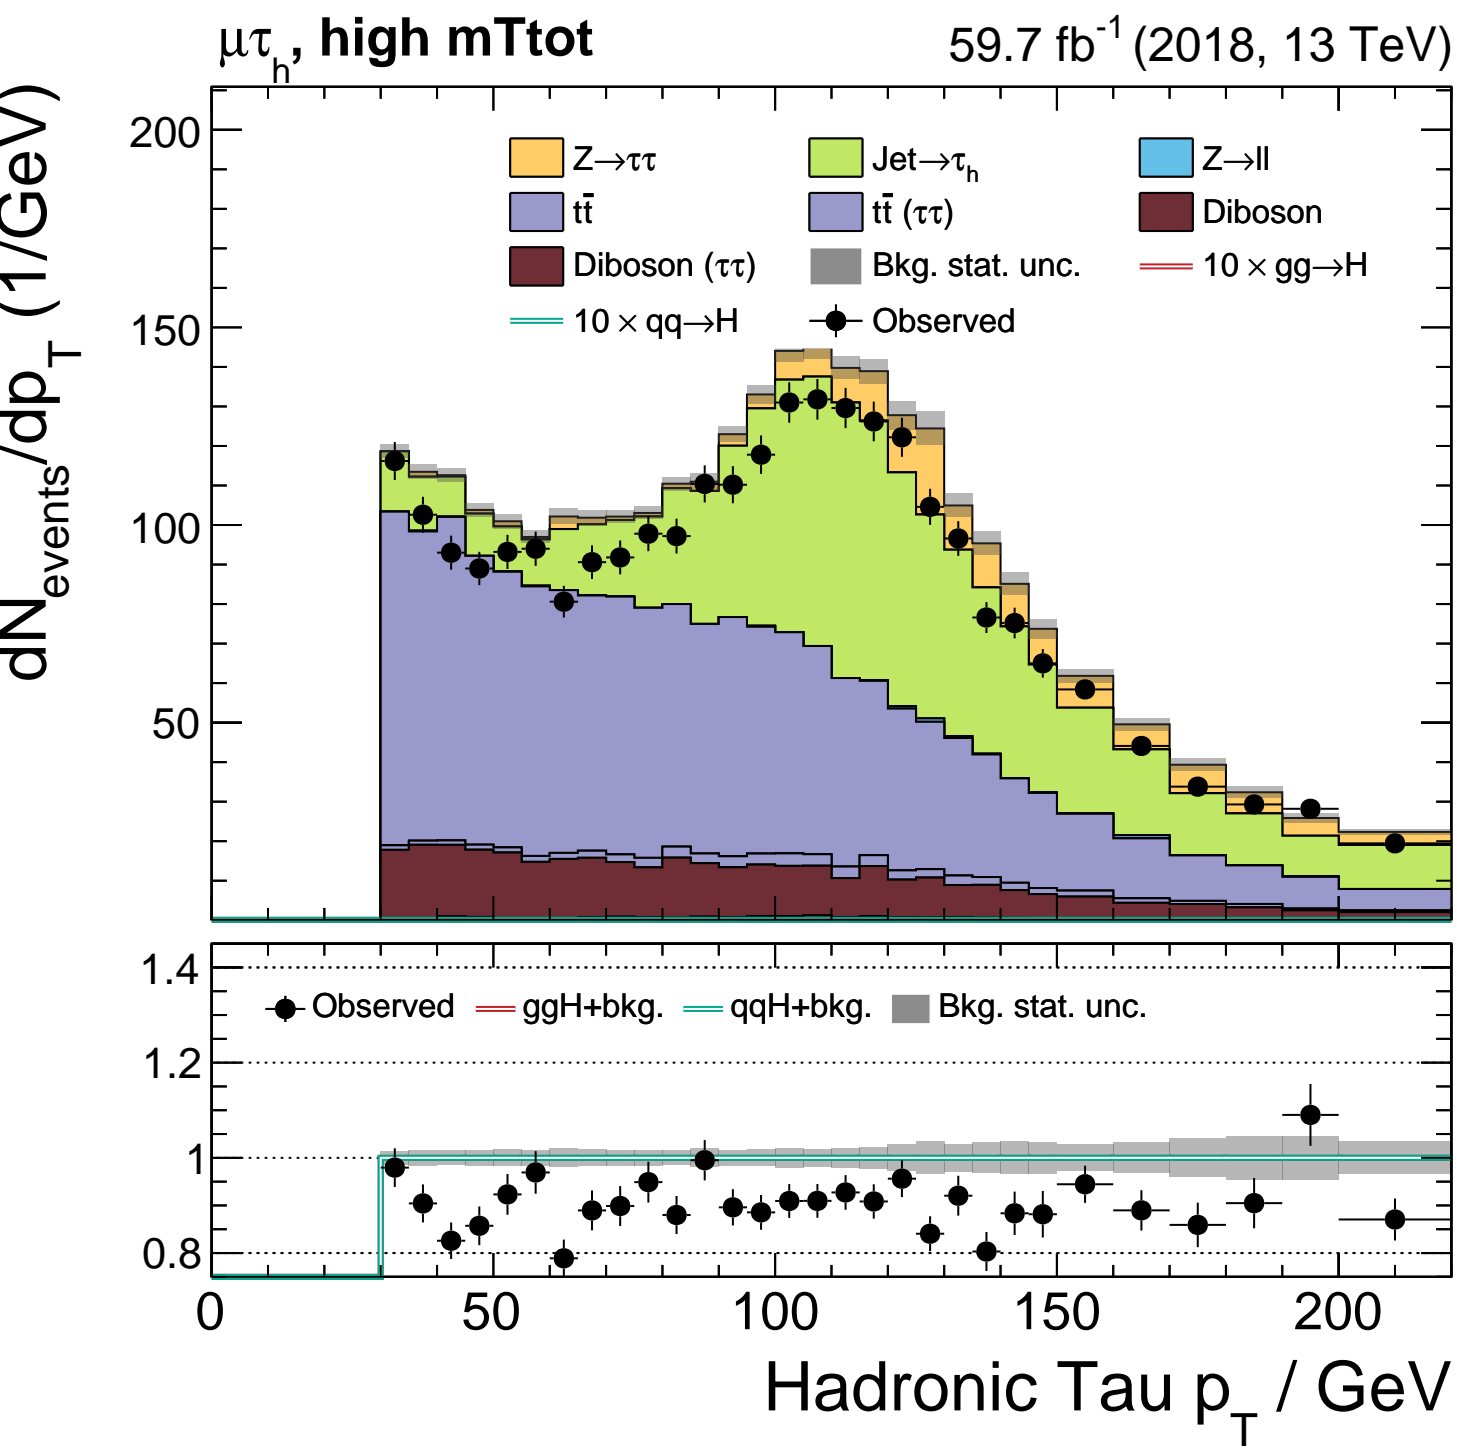 μτh, high mTtot 59.7 fb-1 (2018, 13 TeV)
dNevents/dpT (1/GeV)
200
150
100
50
Z→ττ Jet→τh Z→ll
tt̄ tt̄ (ττ) Diboson
Diboson (ττ) Bkg. stat. unc. 10 × gg→H
10 × qq→H Observed
1.4
1.2
1
0.8
Observed ggH+bkg. qqH+bkg. Bkg. stat. unc.
0 50 100 150 200
Hadronic Tau pT / GeV